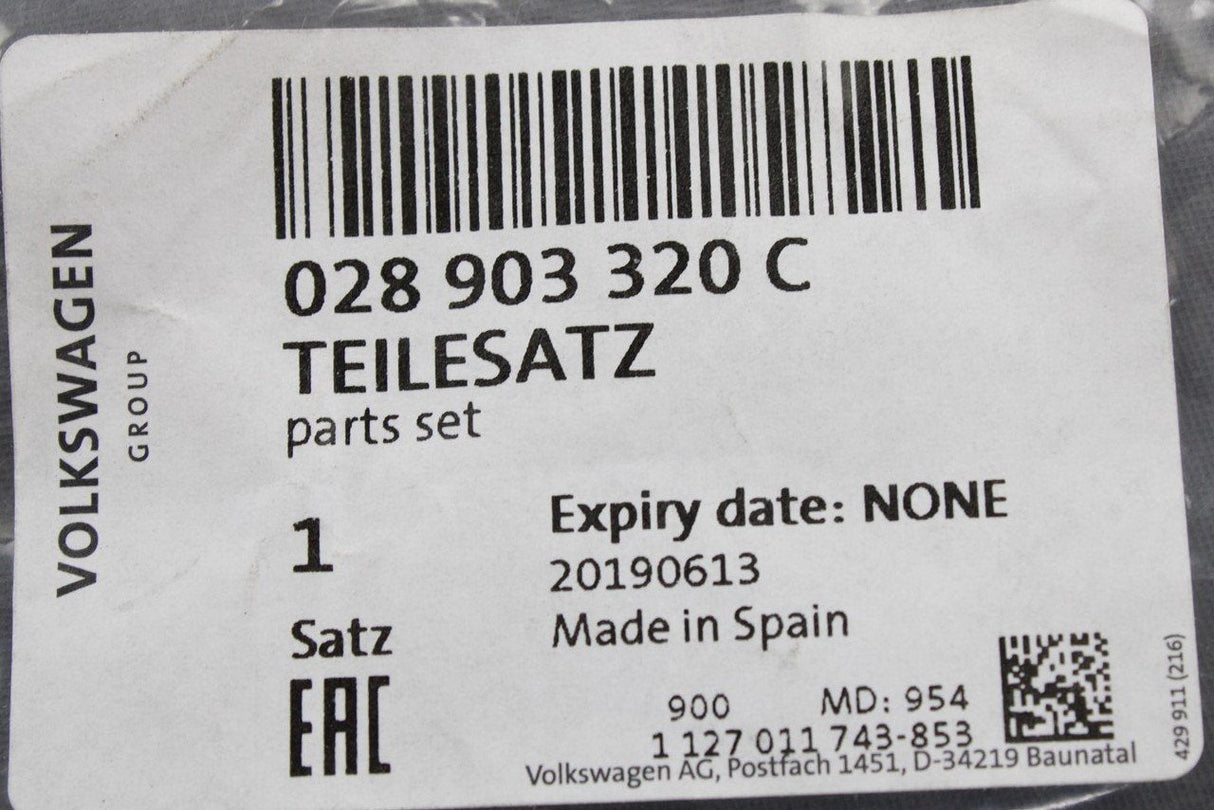 VOLKSWAGEN
GROUP
028 903 320 C
TEILESATZ
parts set
1
Satz
EAC
Expiry date: NONE
20190613
Made in Spain
900 MD: 954
1 127 011 743-853
Volkswagen AG, Postfach 1451, D-34219 Baunatal
429 911 (216)